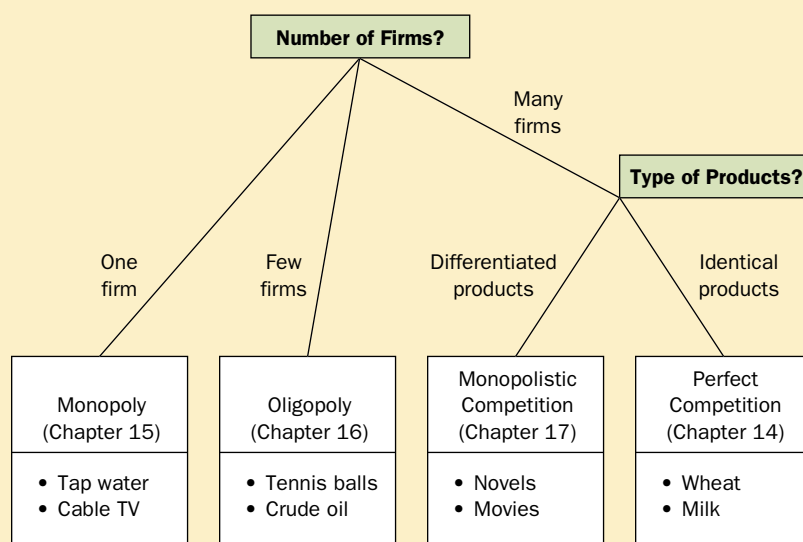 Number of Firms?
Many
firms
Type of Products?
One
firm
Few
firms
Differentiated
products
Identical
products
Monopoly
(Chapter 15)
• Tap water
• Cable TV
Oligopoly
(Chapter 16)
• Tennis balls
• Crude oil
Monopolistic
Competition
(Chapter 17)
• Novels
• Movies
Perfect
Competition
(Chapter 14)
• Wheat
• Milk